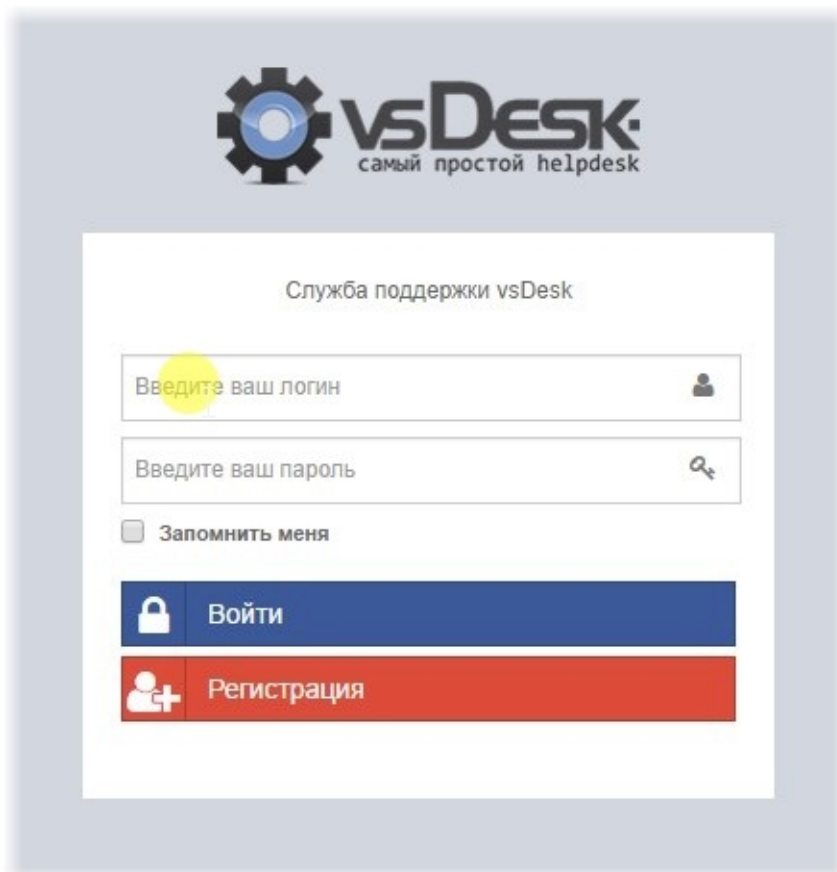 vsDesk
самый простой helpdesk
Служба поддержки vsDesk
Введите ваш логин
Введите ваш пароль
Запомнить меня
Войти
Регистрация